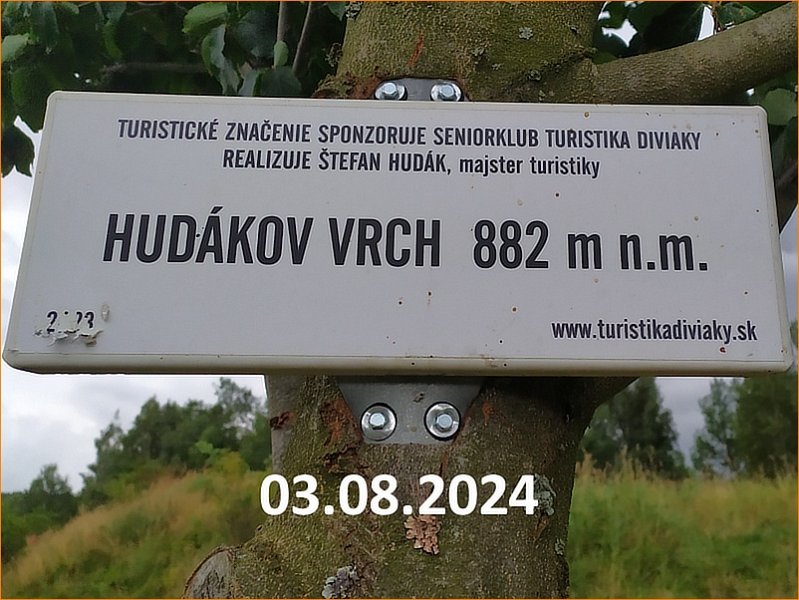 TURISTICKÉ ZNAČENIE SPONZORUJE SENIORKLUB TURISTIKA DIVIAKY
REALIZUJE ŠTEFAN HUDÁK, majster turistiky
HUDÁKOV VRCH 882 m n.m.
www.turistikadiviaky.sk
03.08.2024